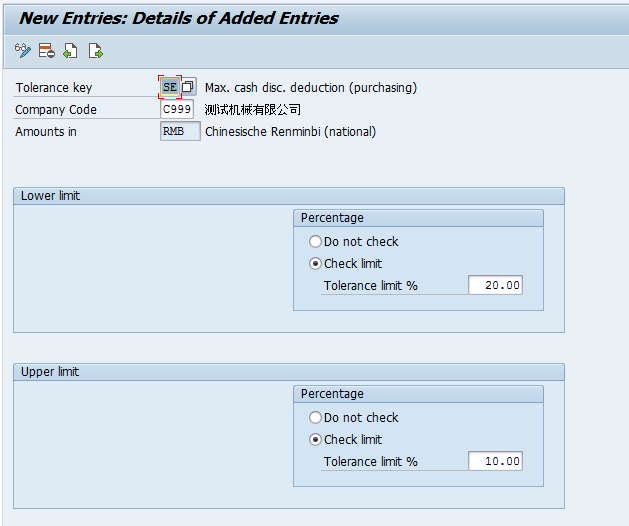 New Entries: Details of Added Entries
Tolerance key SE Max. cash disc. deduction (purchasing)
Company Code C999 测试机械有限公司
Amounts in RMB Chinesische Renminbi (national)
Lower limit
Percentage
Do not check
Check limit
Tolerance limit % 20.00
Upper limit
Percentage
Do not check
Check limit
Tolerance limit % 10.00